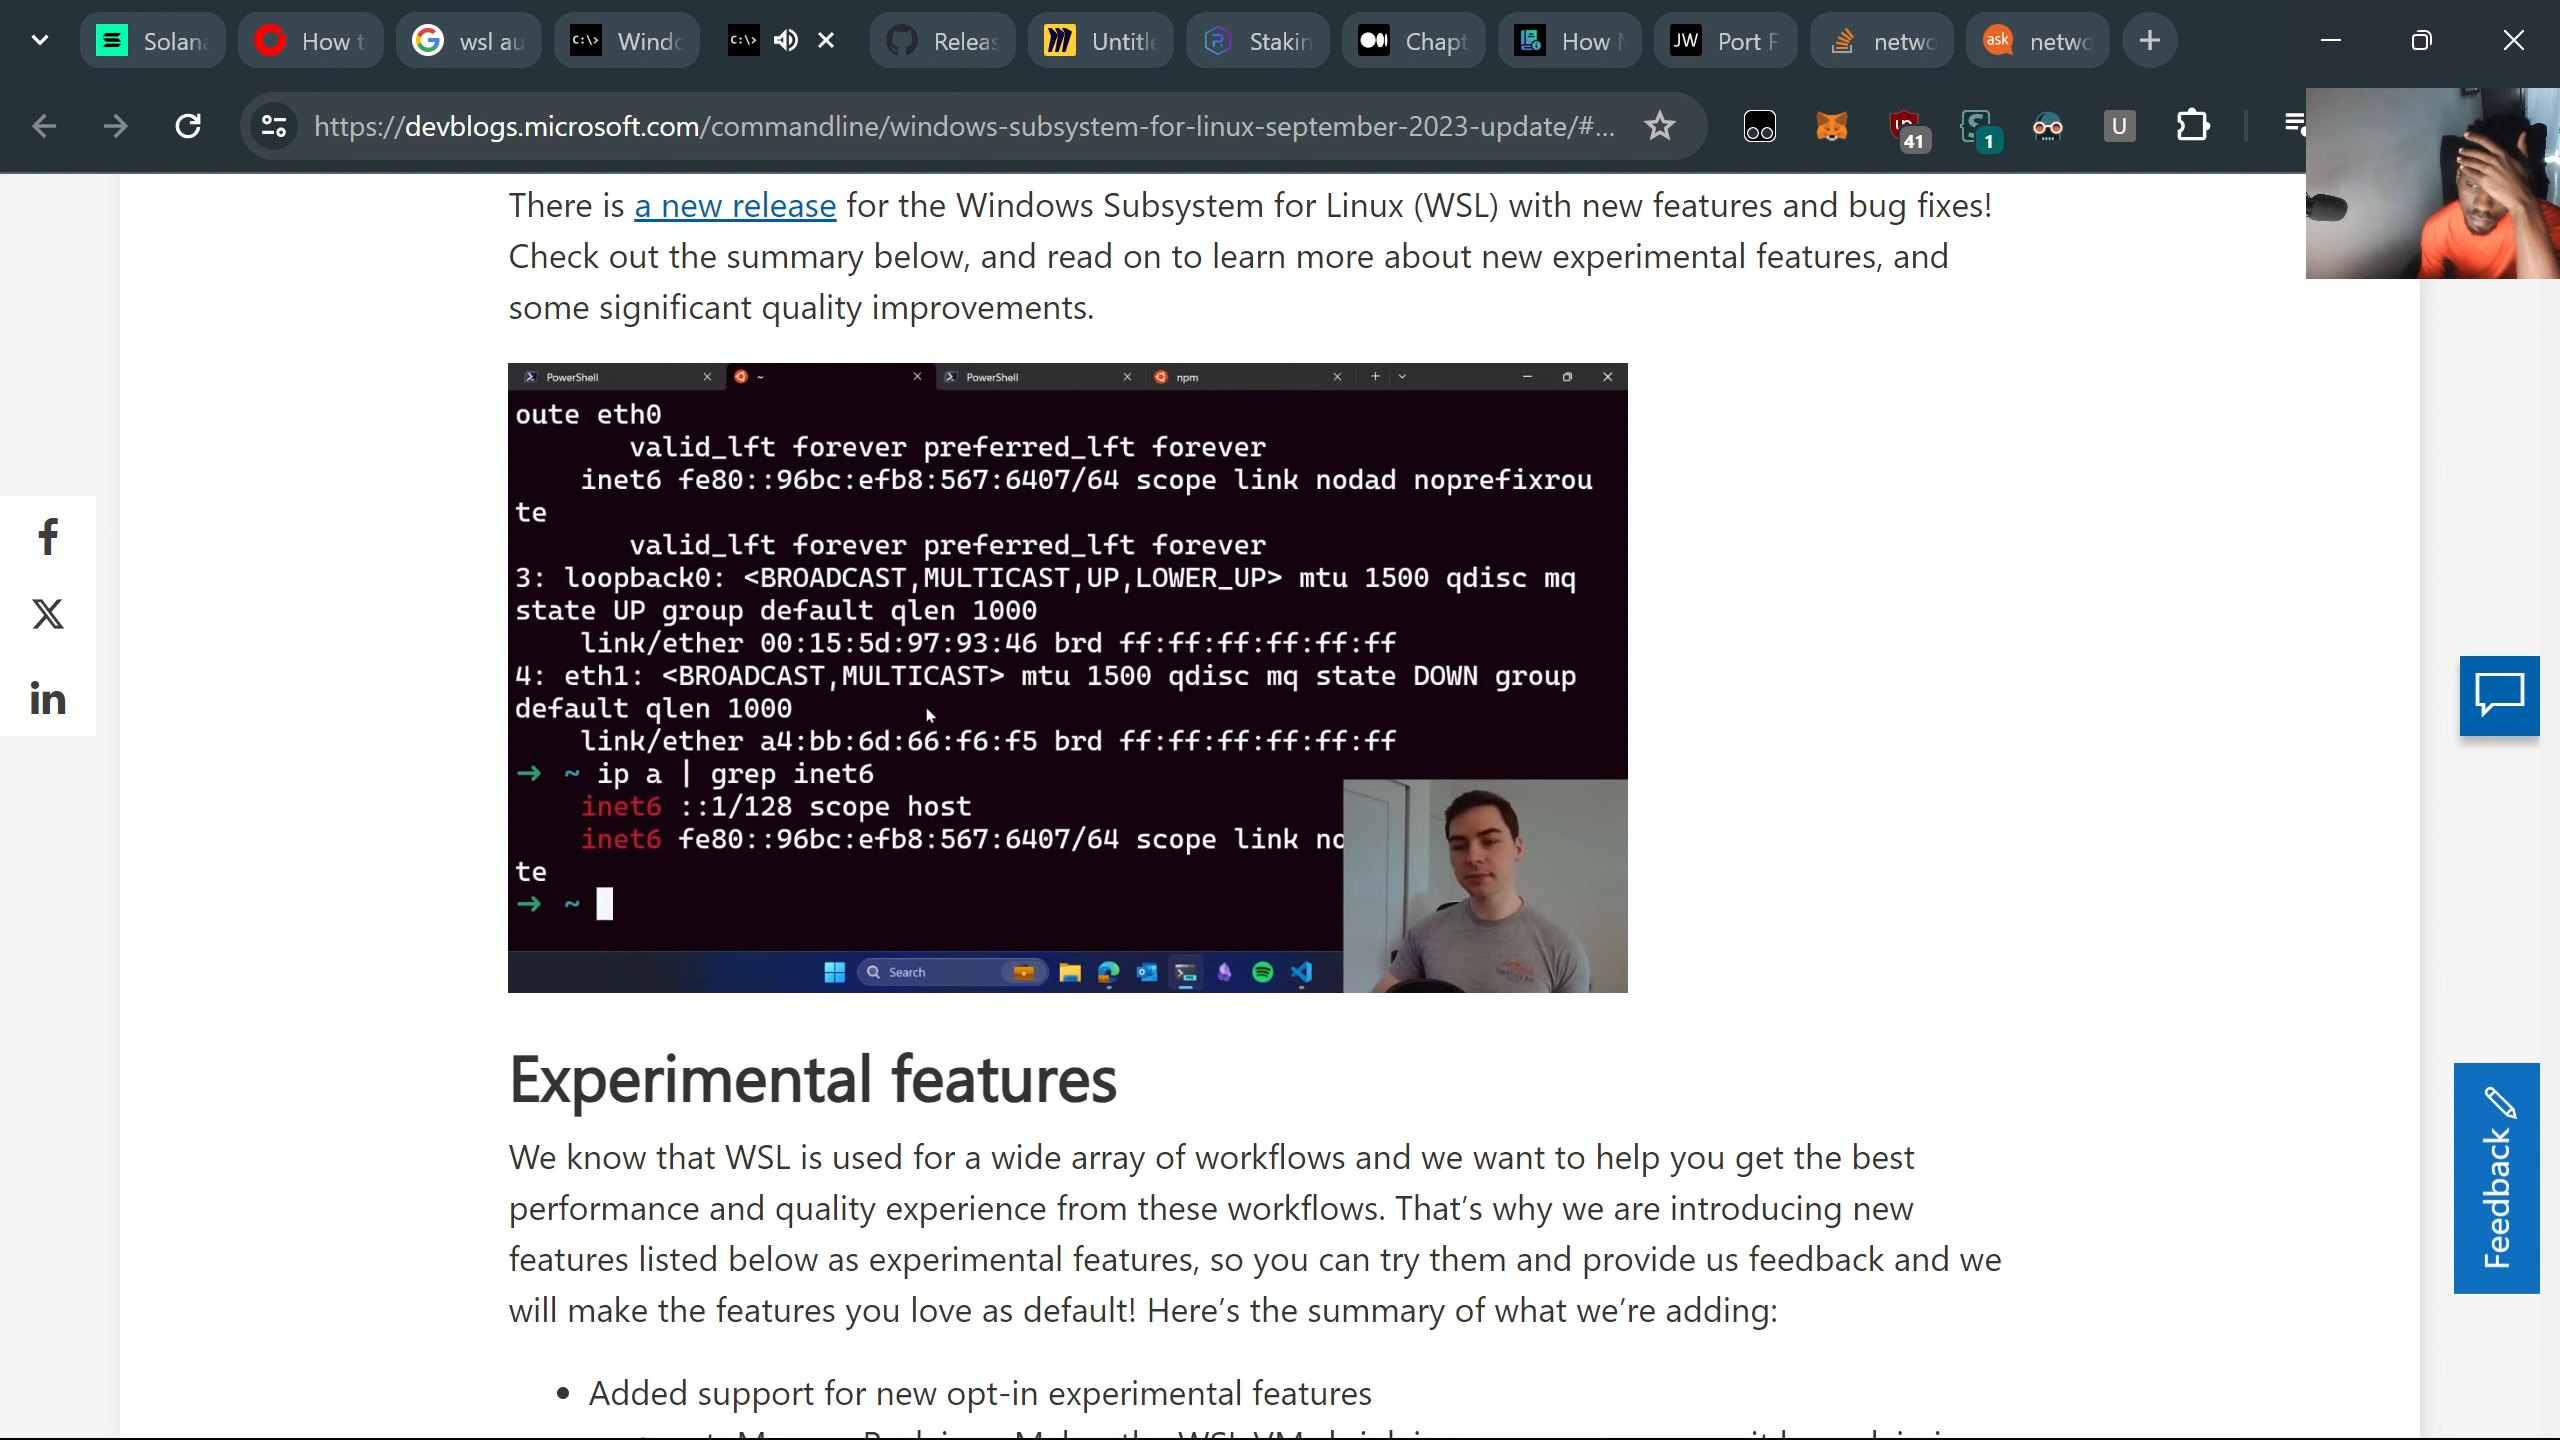 Solana
How t
wsl au
Windo
Releas
Untitle
Stakin
Chapt
How
JW
Port F
netwo
ask
netwo
https://devblogs.microsoft.com/commandline/windows-subsystem-for-linux-september-2023-update/#...
41
1
U
There is a new release for the Windows Subsystem for Linux (WSL) with new features and bug fixes!
Check out the summary below, and read on to learn more about new experimental features, and
some significant quality improvements.
PowerShell
~
PowerShell
npm
oute eth0
valid_lft forever preferred_lft forever
inet6 fe80::96bc:efb8:567:6407/64 scope link nodad noprefixrou
te
valid_lft forever preferred_lft forever
3: loopback0: <BROADCAST,MULTICAST,UP,LOWER_UP> mtu 1500 qdisc mq
state UP group default qlen 1000
link/ether 00:15:5d:97:93:46 brd ff:ff:ff:ff:ff:ff
4: eth1: <BROADCAST,MULTICAST> mtu 1500 qdisc mq state DOWN group
default qlen 1000
link/ether a4:bb:6d:66:f6:f5 brd ff:ff:ff:ff:ff:ff
→ ~ ip a | grep inet6
inet6 ::1/128 scope host
inet6 fe80::96bc:efb8:567:6407/64 scope link no
te
→ ~
Search
Experimental features
We know that WSL is used for a wide array of workflows and we want to help you get the best
performance and quality experience from these workflows. That's why we are introducing new
features listed below as experimental features, so you can try them and provide us feedback and we
will make the features you love as default! Here's the summary of what we're adding:
• Added support for new opt-in experimental features
Feedback